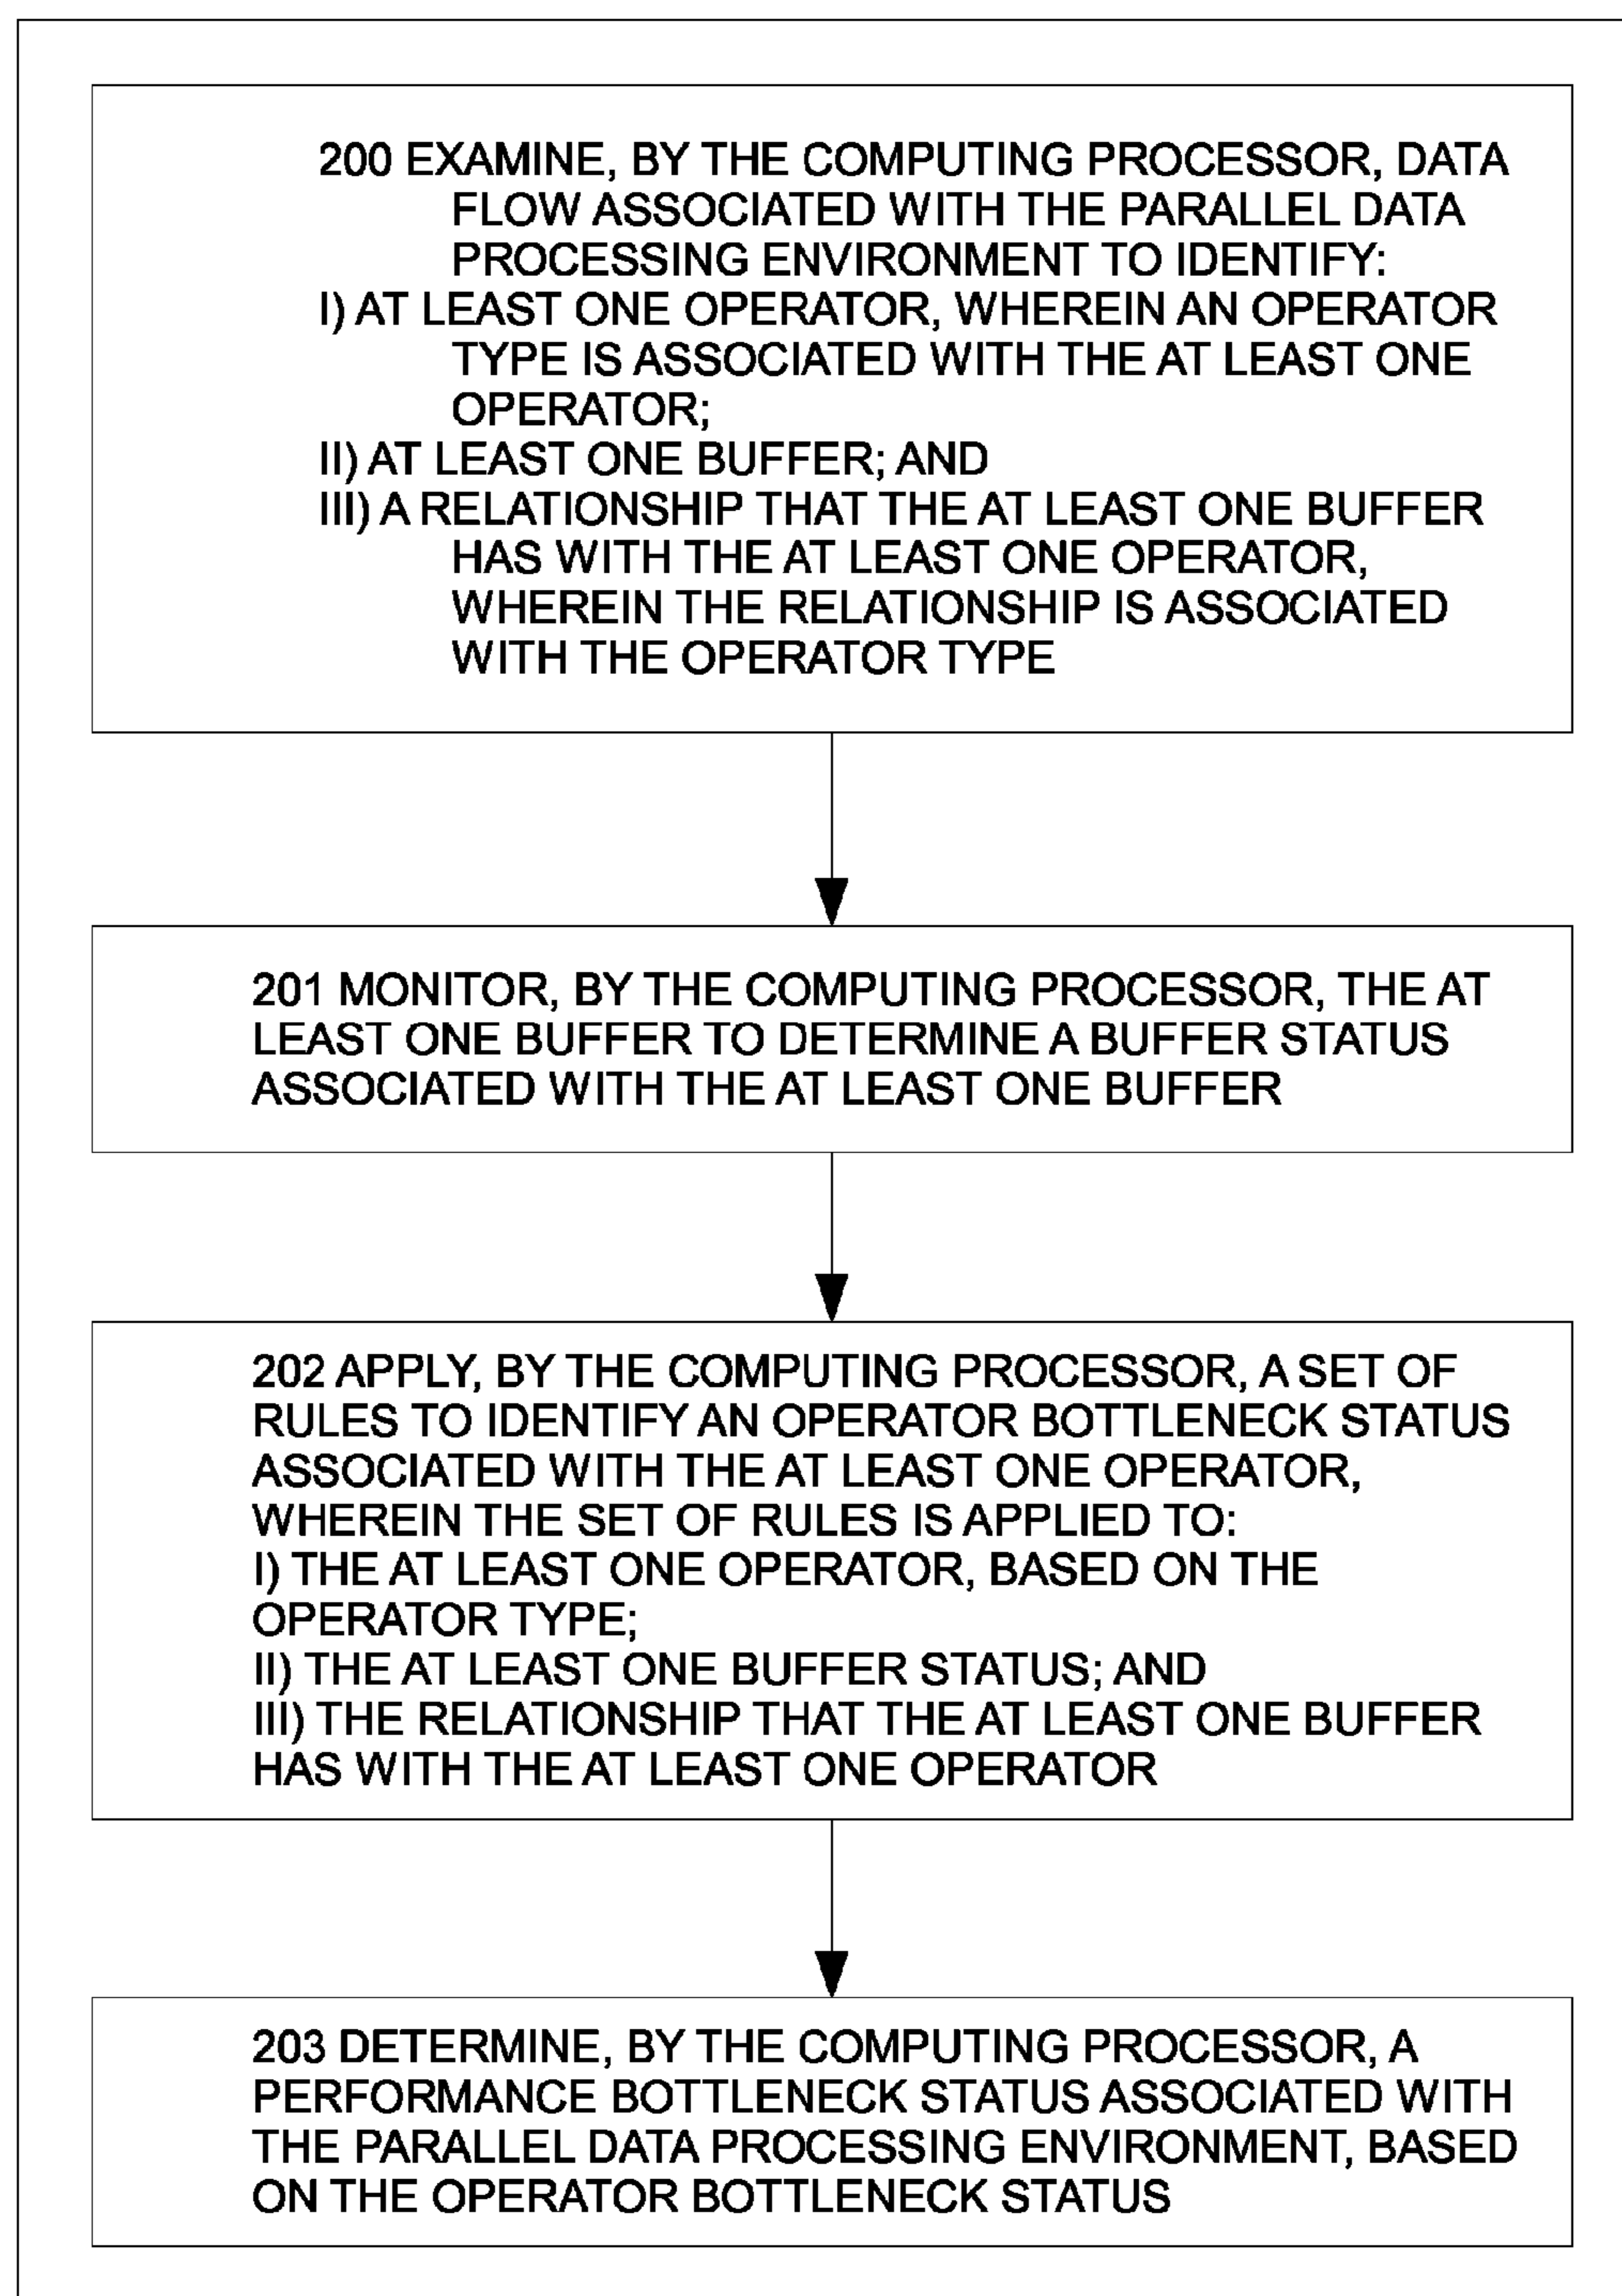 200 EXAMINE, BY THE COMPUTING PROCESSOR, DATA
FLOW ASSOCIATED WITH THE PARALLEL DATA
PROCESSING ENVIRONMENT TO IDENTIFY:
I) AT LEAST ONE OPERATOR, WHEREIN AN OPERATOR
TYPE IS ASSOCIATED WITH THE AT LEAST ONE
OPERATOR;
II) AT LEAST ONE BUFFER; AND
III) A RELATIONSHIP THAT THE AT LEAST ONE BUFFER
HAS WITH THE AT LEAST ONE OPERATOR,
WHEREIN THE RELATIONSHIP IS ASSOCIATED
WITH THE OPERATOR TYPE
201 MONITOR, BY THE COMPUTING PROCESSOR, THE AT
LEAST ONE BUFFER TO DETERMINE A BUFFER STATUS
ASSOCIATED WITH THE AT LEAST ONE BUFFER
202 APPLY, BY THE COMPUTING PROCESSOR, A SET OF
RULES TO IDENTIFY AN OPERATOR BOTTLENECK STATUS
ASSOCIATED WITH THE AT LEAST ONE OPERATOR,
WHEREIN THE SET OF RULES IS APPLIED TO:
I) THE AT LEAST ONE OPERATOR, BASED ON THE
OPERATOR TYPE;
II) THE AT LEAST ONE BUFFER STATUS; AND
III) THE RELATIONSHIP THAT THE AT LEAST ONE BUFFER
HAS WITH THE AT LEAST ONE OPERATOR
203 DETERMINE, BY THE COMPUTING PROCESSOR, A
PERFORMANCE BOTTLENECK STATUS ASSOCIATED WITH
THE PARALLEL DATA PROCESSING ENVIRONMENT, BASED
ON THE OPERATOR BOTTLENECK STATUS